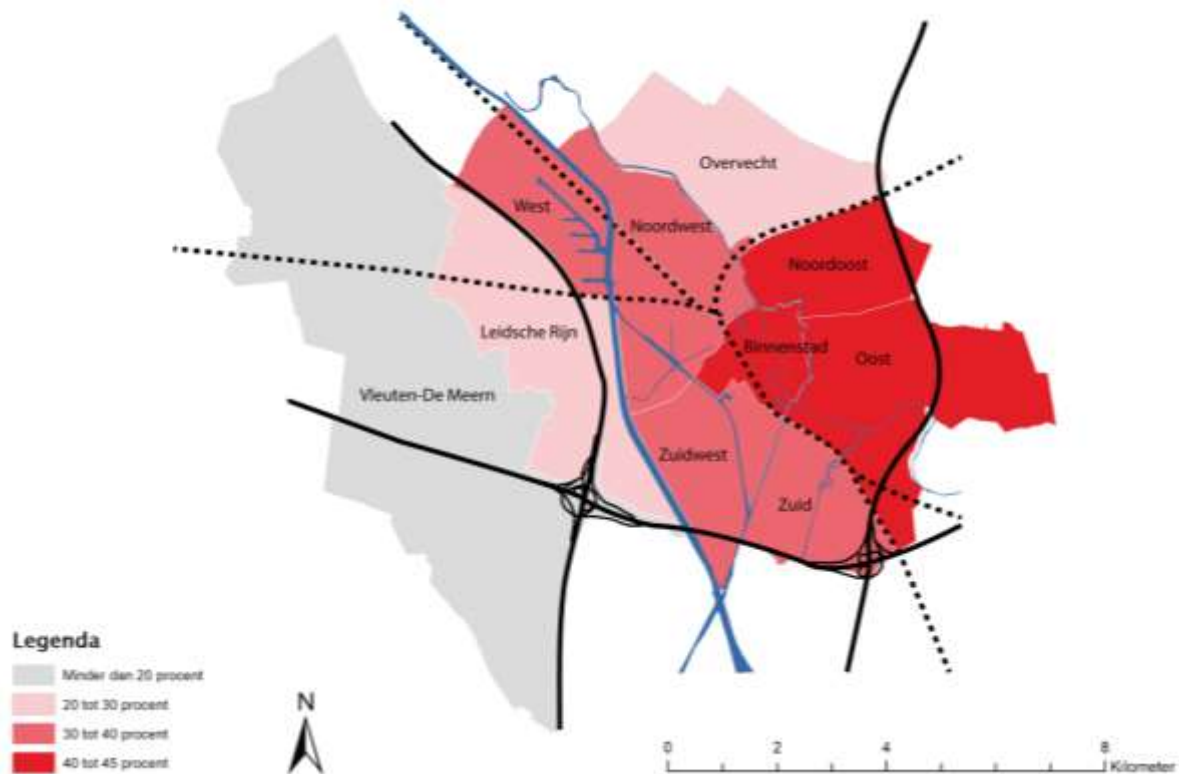 Overvecht
West
Noordwest
Noordoost
Leidsche Rijn
Binnenstad
Oost
Vleuten-De Meern
Zuidwest
Zuid
Legenda
Minder dan 20 procent
20 tot 30 procent
30 tot 40 procent
40 tot 45 procent
N
0 2 4 8
Kilometer